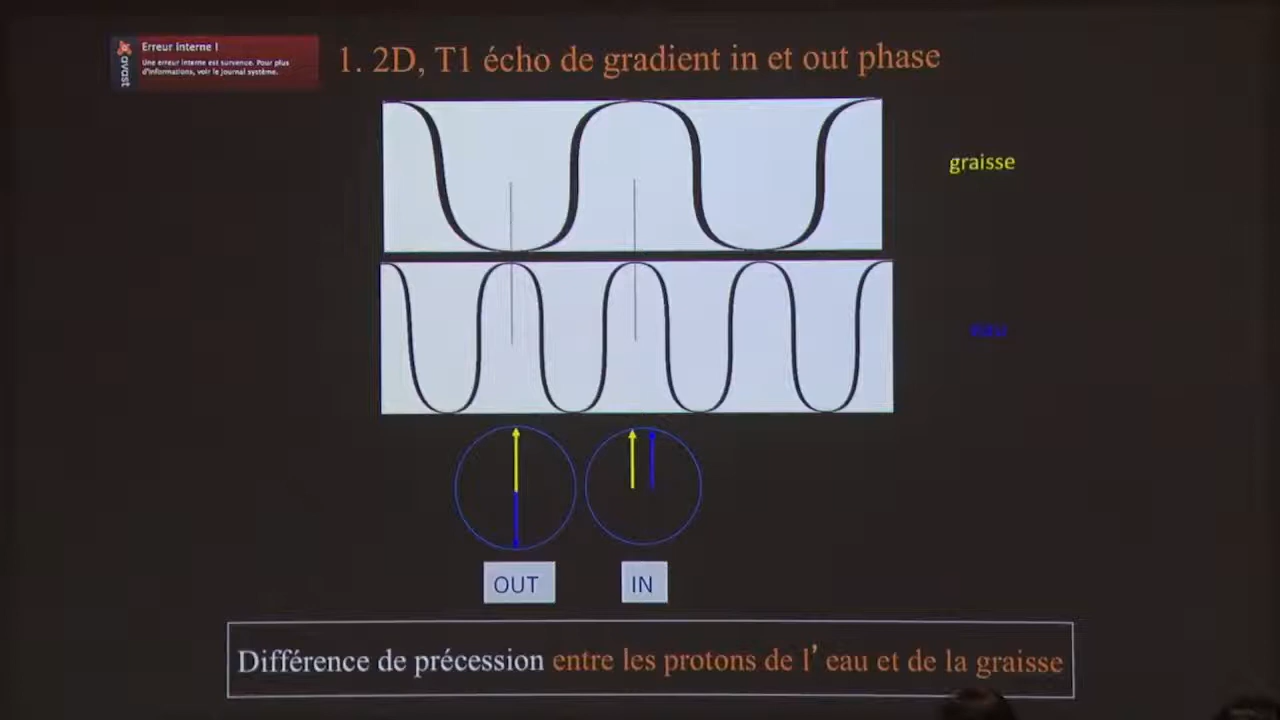 Erreur interne !
Une erreur interne est survenue. Pour plus
d'informations, voir le journal système.
avast
1. 2D, T1 écho de gradient in et out phase
graisse
eau
OUT
IN
Différence de précession entre les protons de l’ eau et de la graisse